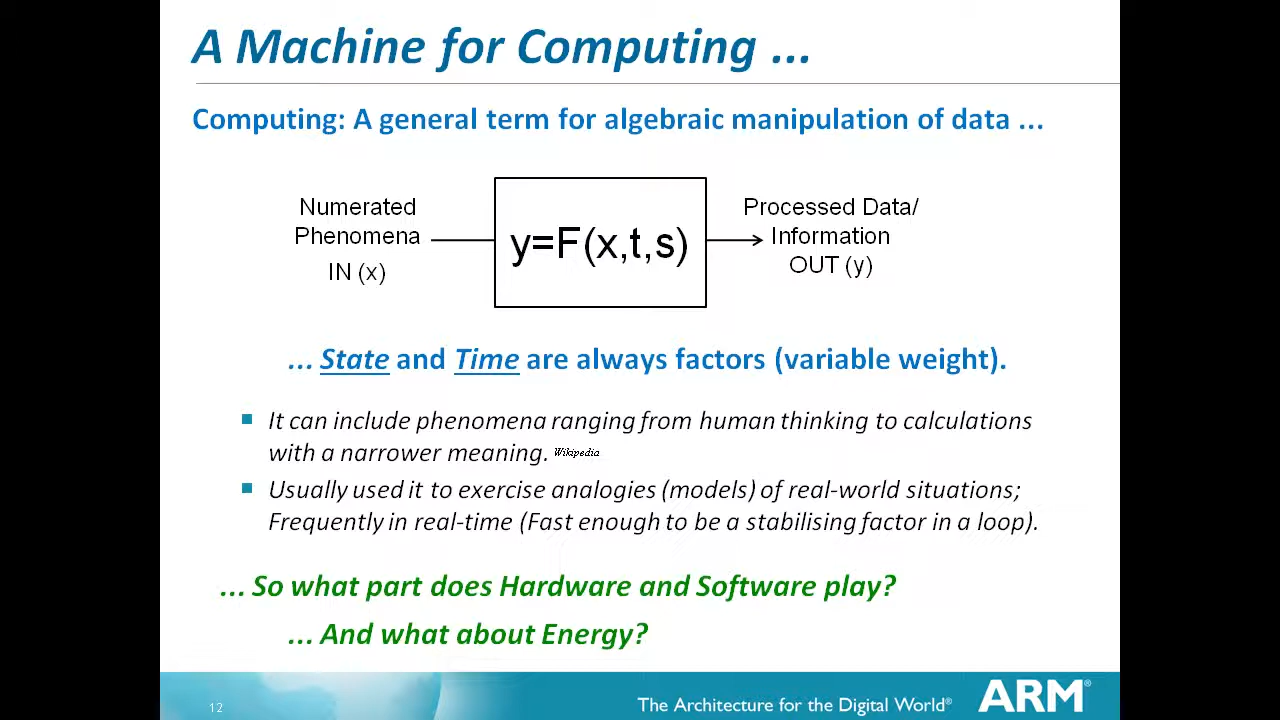 A Machine for Computing ...
Computing: A general term for algebraic manipulation of data ...
Numerated
Phenomena
IN (x)
y=F(x,t,s)
Processed Data/
Information
OUT (y)
... State and Time are always factors (variable weight).
It can include phenomena ranging from human thinking to calculations
with a narrower meaning. Wikipedia
Usually used it to exercise analogies (models) of real-world situations;
Frequently in real-time (Fast enough to be a stabilising factor in a loop).
... So what part does Hardware and Software play?
... And what about Energy?
12
The Architecture for the Digital World®
ARM®